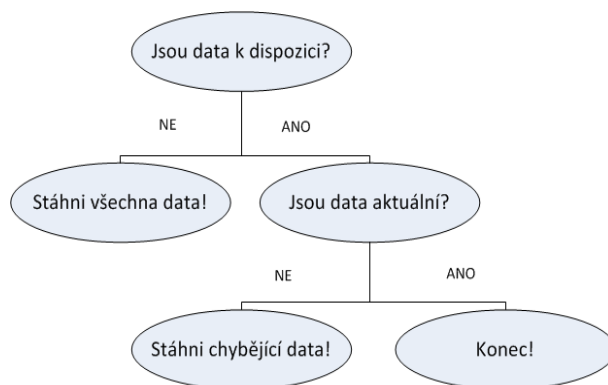 Jsou data k dispozici?
NE
ANO
Stáhni všechna data!
Jsou data aktuální?
NE
ANO
Stáhni chybějící data!
Konec!